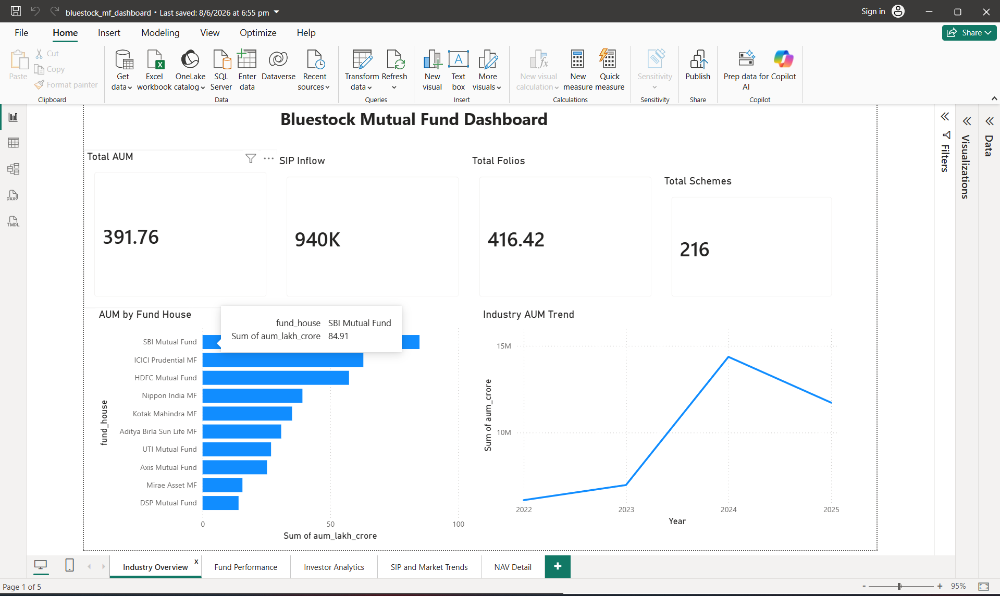 bluestock_mf_dashboard • Last saved: 8/6/2026 at 6:55 pm
Sign in
File Home Insert Modeling View Optimize Help
Share
Paste
Cut
Copy
Format painter
Clipboard
Get data
Excel workbook
OneLake catalog
SQL Server
Enter data
Dataverse
Recent sources
Data
Transform data
Refresh
Queries
New visual
Text box
More visuals
Insert
New visual calculation
New measure
Quick measure
Calculations
Sensitivity
Sensitivity
Publish
Share
Prep data for AI
Copilot
Copilot
DAX
TMDL
Bluestock Mutual Fund Dashboard
Total AUM
391.76
SIP Inflow
940K
Total Folios
416.42
Total Schemes
216
AUM by Fund House
fund_house SBI Mutual Fund
Sum of aum_lakh_crore 84.91
fund_house
SBI Mutual Fund
ICICI Prudential MF
HDFC Mutual Fund
Nippon India MF
Kotak Mahindra MF
Aditya Birla Sun Life MF
UTI Mutual Fund
Axis Mutual Fund
Mirae Asset MF
DSP Mutual Fund
0 50 100
Sum of aum_lakh_crore
Industry AUM Trend
Sum of aum_crore
15M
10M
2022 2023 2024 2025
Year
Filters
Visualizations
Data
Industry Overview x
Fund Performance
Investor Analytics
SIP and Market Trends
NAV Detail
+
Page 1 of 5
- + 95%